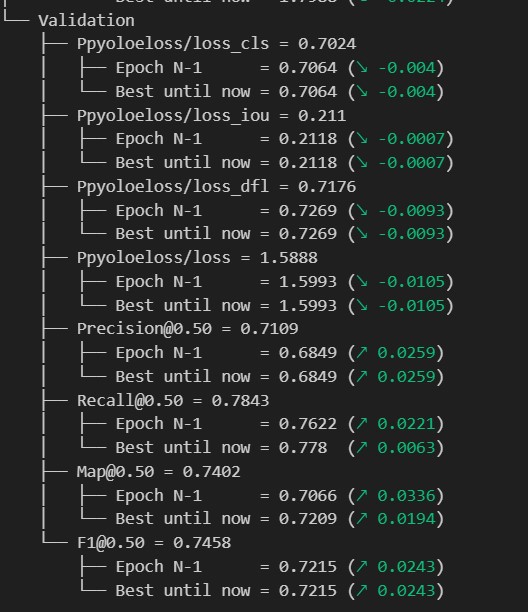 └── Validation
    ├── Ppyoloeloss/loss_cls = 0.7024
    │   ├── Epoch N-1      = 0.7064 (↘ -0.004)
    │   └── Best until now = 0.7064 (↘ -0.004)
    ├── Ppyoloeloss/loss_iou = 0.211
    │   ├── Epoch N-1      = 0.2118 (↘ -0.0007)
    │   └── Best until now = 0.2118 (↘ -0.0007)
    ├── Ppyoloeloss/loss_dfl = 0.7176
    │   ├── Epoch N-1      = 0.7269 (↘ -0.0093)
    │   └── Best until now = 0.7269 (↘ -0.0093)
    ├── Ppyoloeloss/loss = 1.5888
    │   ├── Epoch N-1      = 1.5993 (↘ -0.0105)
    │   └── Best until now = 1.5993 (↘ -0.0105)
    ├── Precision@0.50 = 0.7109
    │   ├── Epoch N-1      = 0.6849 (↗ 0.0259)
    │   └── Best until now = 0.6849 (↗ 0.0259)
    ├── Recall@0.50 = 0.7843
    │   ├── Epoch N-1      = 0.7622 (↗ 0.0221)
    │   └── Best until now = 0.778  (↗ 0.0063)
    ├── Map@0.50 = 0.7402
    │   ├── Epoch N-1      = 0.7066 (↗ 0.0336)
    │   └── Best until now = 0.7209 (↗ 0.0194)
    └── F1@0.50 = 0.7458
        ├── Epoch N-1      = 0.7215 (↗ 0.0243)
        └── Best until now = 0.7215 (↗ 0.0243)